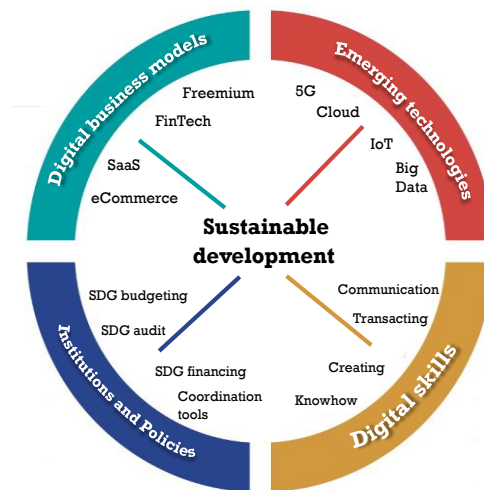 Digital business models
Freemium
FinTech
SaaS
eCommerce
Emerging technologies
5G
Cloud
IoT
Big
Data
Sustainable
development
Institutions and Policies
SDG budgeting
SDG audit
SDG financing
Coordination
tools
Digital skills
Communication
Transacting
Creating
Knowhow